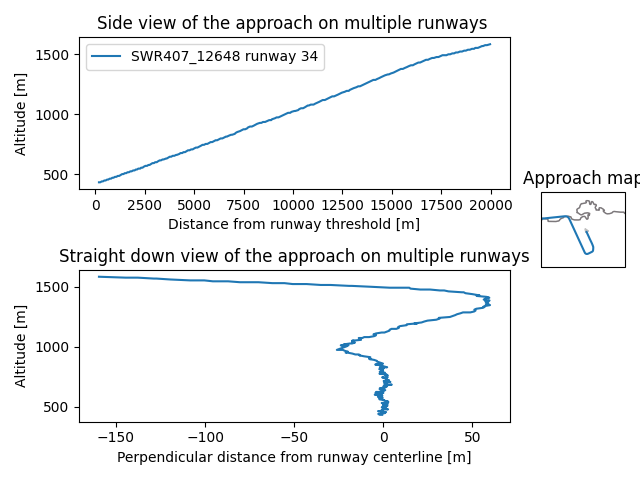 Side view of the approach on multiple runways
1500
1000
500
Altitude [m]
SWR407_12648 runway 34
0 2500 5000 7500 10000 12500 15000 17500 20000
Distance from runway threshold [m]
Approach map
Straight down view of the approach on multiple runways
1500
1000
500
Altitude [m]
−150 −100 −50 0 50
Perpendicular distance from runway centerline [m]